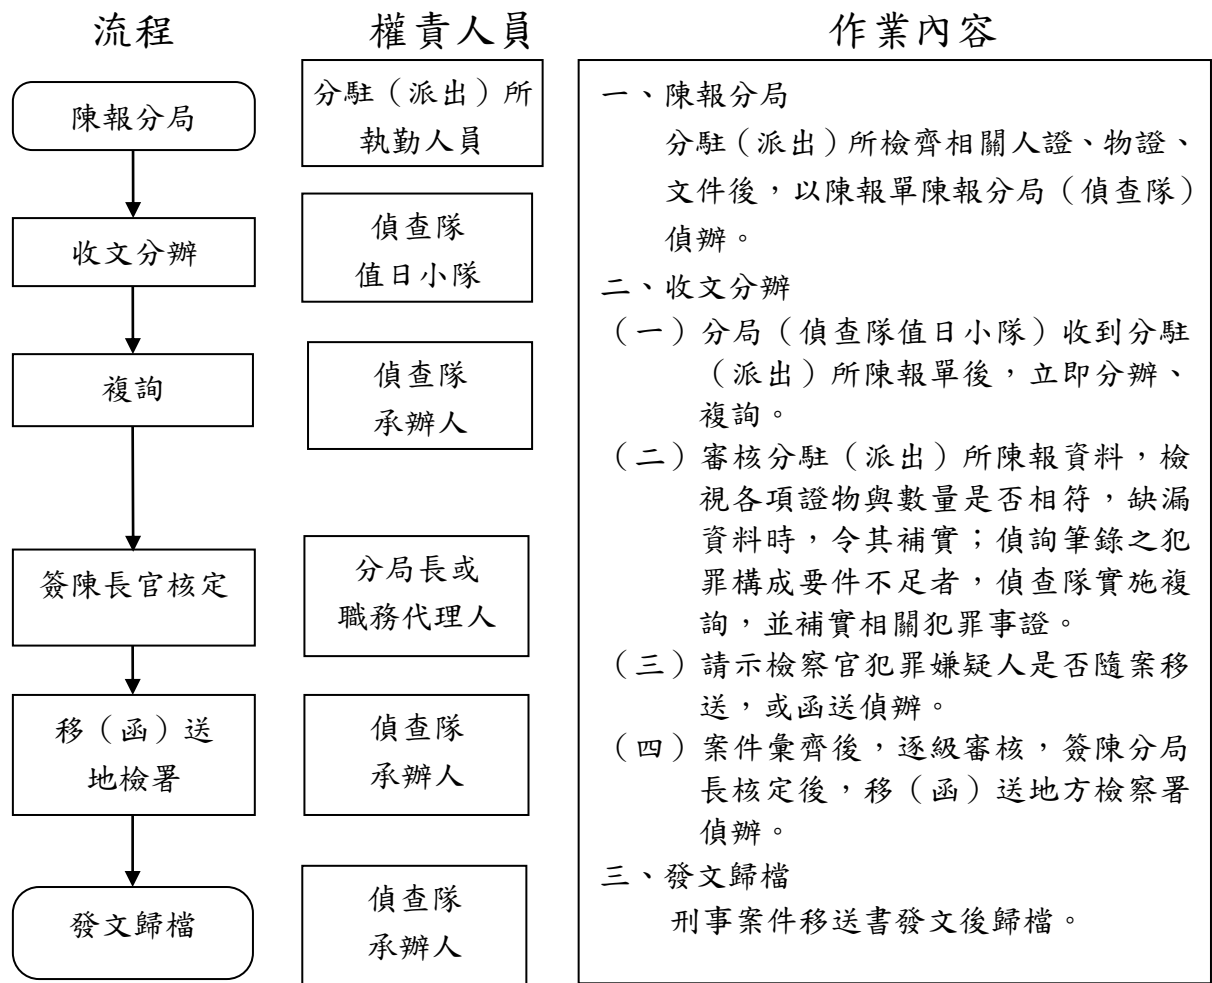 流程
權責人員
作業內容
陳報分局
收文分辦
複詢
簽陳長官核定
移（函）送
地檢署
發文歸檔
分駐（派出）所
執勤人員
偵查隊
值日小隊
偵查隊
承辦人
分局長或
職務代理人
偵查隊
承辦人
偵查隊
承辦人
一、陳報分局
分駐（派出）所檢齊相關人證、物證、
文件後，以陳報單陳報分局（偵查隊）
偵辦。
二、收文分辦
（一）分局（偵查隊值日小隊）收到分駐
（派出）所陳報單後，立即分辦、
複詢。
（二）審核分駐（派出）所陳報資料，檢
視各項證物與數量是否相符，缺漏
資料時，令其補實；偵詢筆錄之犯
罪構成要件不足者，偵查隊實施複
詢，並補實相關犯罪事證。
（三）請示檢察官犯罪嫌疑人是否隨案移
送，或函送偵辦。
（四）案件彙齊後，逐級審核，簽陳分局
長核定後，移（函）送地方檢察署
偵辦。
三、發文歸檔
刑事案件移送書發文後歸檔。